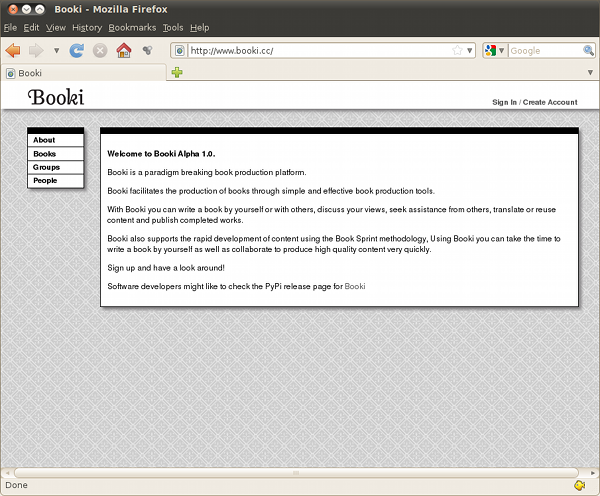 Booki - Mozilla Firefox
File Edit View History Bookmarks Tools Help
http://www.booki.cc/
Google
Booki
Booki
Sign In / Create Account
About
Books
Groups
People
Welcome to Booki Alpha 1.0.
Booki is a paradigm breaking book production platform.
Booki facilitates the production of books through simple and effective book production tools.
With Booki you can write a book by yourself or with others, discuss your views, seek assistance from others, translate or reuse
content and publish completed works.
Booki also supports the rapid development of content using the Book Sprint methodology, Using Booki you can take the time to
write a book by yourself as well as collaborate to produce high quality content very quickly.
Sign up and have a look around!
Software developers might like to check the PyPi release page for Booki
Done